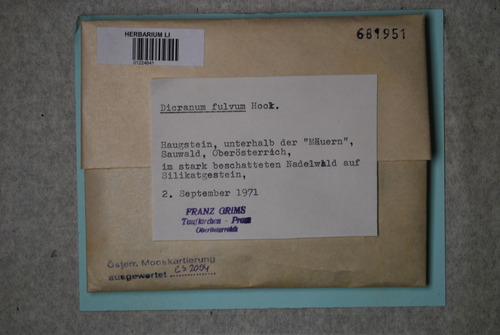 HERBARIUM LI
01224841
681951
Dicranum fulvum Hook.
Haugstein, unterhalb der "Mäuern",
Sauwald, Oberösterreich,
im stark beschatteten Nadelwald auf
Silikatgestein,
2. September 1971
FRANZ GRIMS
Taufkirchen - Pram
Oberösterreich
Österr. Mooskartierung
ausgewertet